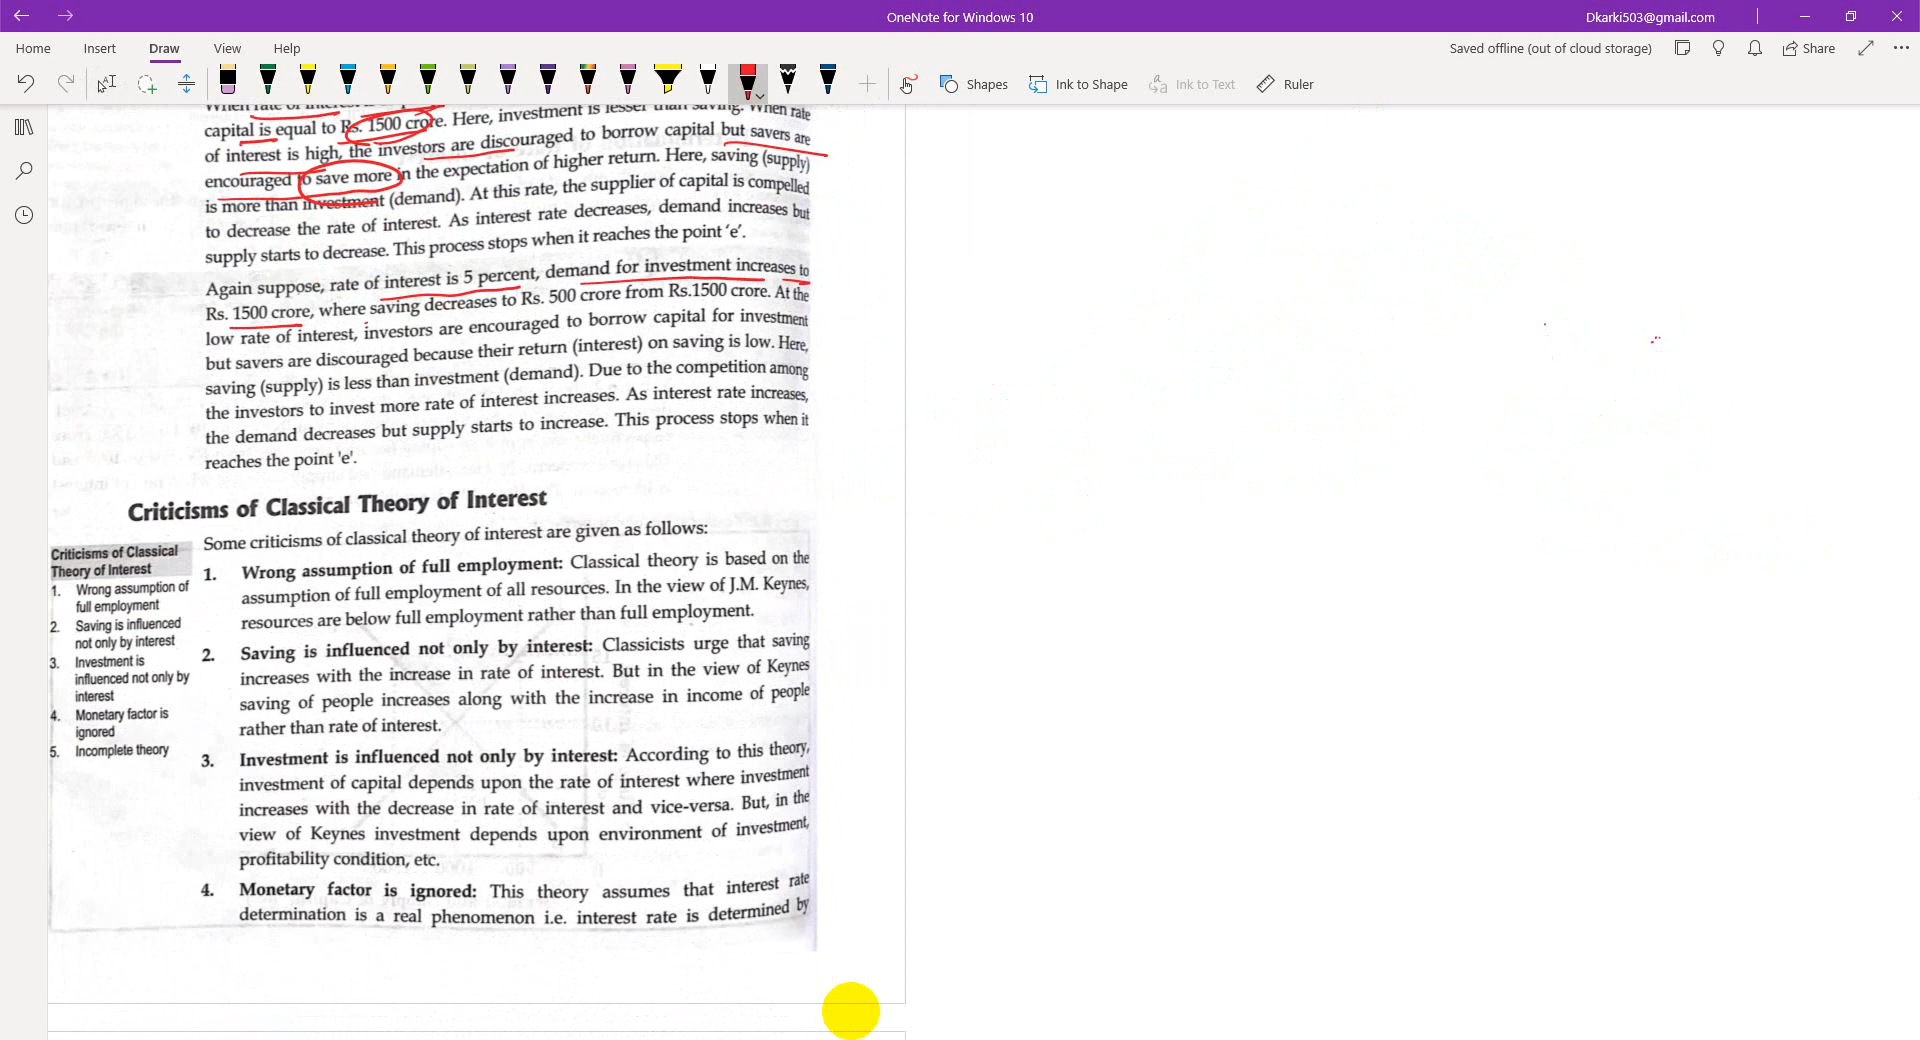 OneNote for Windows 10
Dkarki503@gmail.com
Home Insert Draw View Help
Saved offline (out of cloud storage)
Share
Shapes
Ink to Shape
Ink to Text
Ruler
When rate of interest
capital is equal to Rs. 1500 crore. Here, investment is lesser than saving. When rate
of interest is high, the investors are discouraged to borrow capital but savers are
encouraged to save more in the expectation of higher return. Here, saving (supply)
is more than investment (demand). At this rate, the supplier of capital is compelled
to decrease the rate of interest. As interest rate decreases, demand increases but
supply starts to decrease. This process stops when it reaches the point 'e'.
Again suppose, rate of interest is 5 percent, demand for investment increases to
Rs. 1500 crore, where saving decreases to Rs. 500 crore from Rs.1500 crore. At the
low rate of interest, investors are encouraged to borrow capital for investment
but savers are discouraged because their return (interest) on saving is low. Here,
saving (supply) is less than investment (demand). Due to the competition among
the investors to invest more rate of interest increases. As interest rate increases,
the demand decreases but supply starts to increase. This process stops when it
reaches the point 'e'.
Criticisms of Classical Theory of Interest
Some criticisms of classical theory of interest are given as follows:
Criticisms of Classical
Theory of Interest
1. Wrong assumption of
full employment
2. Saving is influenced
not only by interest
3. Investment is
influenced not only by
interest
4. Monetary factor is
ignored
5. Incomplete theory
1. Wrong assumption of full employment: Classical theory is based on the
assumption of full employment of all resources. In the view of J.M. Keynes,
resources are below full employment rather than full employment.
2. Saving is influenced not only by interest: Classicists urge that saving
increases with the increase in rate of interest. But in the view of Keynes
saving of people increases along with the increase in income of people
rather than rate of interest.
3. Investment is influenced not only by interest: According to this theory,
investment of capital depends upon the rate of interest where investment
increases with the decrease in rate of interest and vice-versa. But, in the
view of Keynes investment depends upon environment of investment,
profitability condition, etc.
4. Monetary factor is ignored: This theory assumes that interest rate
determination is a real phenomenon i.e. interest rate is determined by